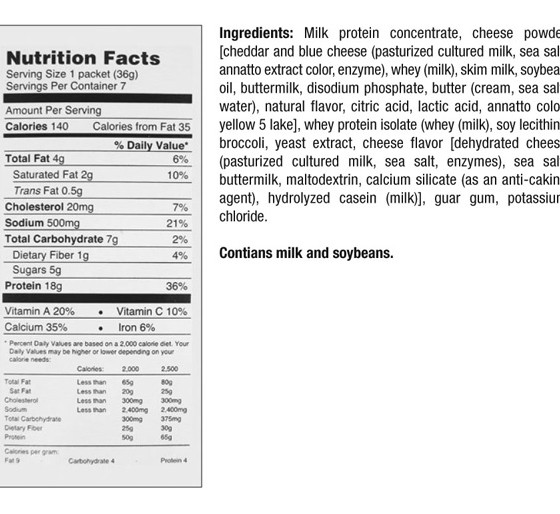 Nutrition Facts
Serving Size 1 packet (36g)
Servings Per Container 7
Amount Per Serving
Calories 140 Calories from Fat 35
% Daily Value*
Total Fat 4g 6%
Saturated Fat 2g 10%
Trans Fat 0.5g
Cholesterol 20mg 7%
Sodium 500mg 21%
Total Carbohydrate 7g 2%
Dietary Fiber 1g 4%
Sugars 5g
Protein 18g 36%
Vitamin A 20% • Vitamin C 10%
Calcium 35% • Iron 6%
* Percent Daily Values are based on a 2,000 calorie diet. Your
Daily Values may be higher or lower depending on your
calorie needs:
Calories: 2,000 2,500
Total Fat Less than 65g 80g
Sat Fat Less than 20g 25g
Cholesterol Less than 300mg 300mg
Sodium Less than 2,400mg 2,400mg
Total Carbohydrate 300mg 375mg
Dietary Fiber 25g 30g
Protein 50g 65g
Calories per gram:
Fat 9 Carbohydrate 4 Protein 4
Ingredients: Milk protein concentrate, cheese powde
[cheddar and blue cheese (pasturized cultured milk, sea sal
annatto extract color, enzyme), whey (milk), skim milk, soybea
oil, buttermilk, disodium phosphate, butter (cream, sea sal
water), natural flavor, citric acid, lactic acid, annatto colo
yellow 5 lake], whey protein isolate (whey (milk), soy lecithin
broccoli, yeast extract, cheese flavor [dehydrated chees
(pasturized cultured milk, sea salt, enzymes), sea sal
buttermilk, maltodextrin, calcium silicate (as an anti-cakin
agent), hydrolyzed casein (milk)], guar gum, potassiu
chloride.
Contians milk and soybeans.